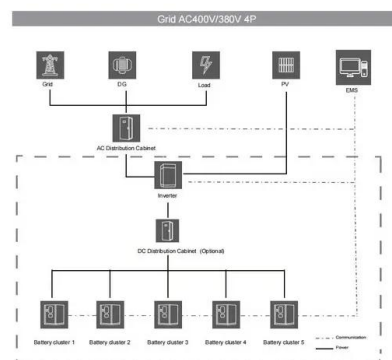 Grid AC400V/380V 4P
Grid
DG
Load
PV
EMS
AC Distribution Cabinet
Inverter
DC Distribution Cabinet (Optional)
Battery cluster 1
Battery cluster 2
Battery cluster 3
Battery cluster 4
Battery cluster 5
Communication
Power